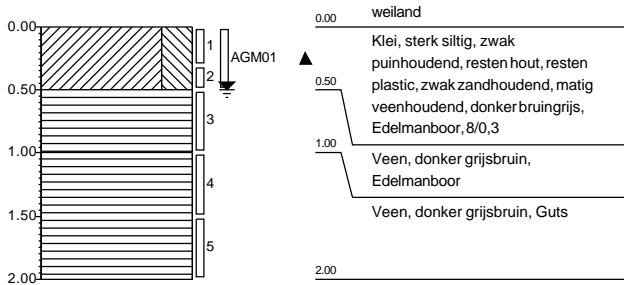 0.00
0.50
1.00
1.50
2.00
1
2
3
4
5
AGM01
0.00
weiland
Klei, sterk siltig, zwak
puinhoudend, resten hout, resten
plastic, zwak zandhoudend, matig
veenhoudend, donker bruingrijs,
Edelmanboor, 8/0,3
0.50
Veen, donker grijsbruin,
Edelmanboor
1.00
Veen, donker grijsbruin, Guts
2.00